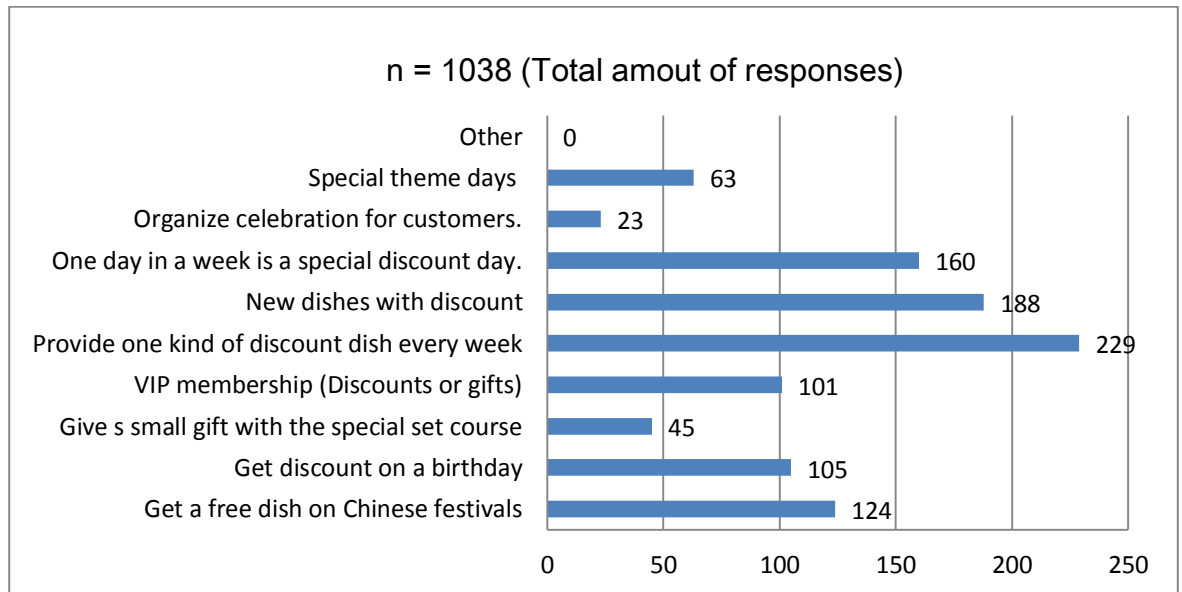 n = 1038 (Total amout of responses)
Other 0
Special theme days 63
Organize celebration for customers. 23
One day in a week is a special discount day. 160
New dishes with discount 188
Provide one kind of discount dish every week 229
VIP membership (Discounts or gifts) 101
Give s small gift with the special set course 45
Get discount on a birthday 105
Get a free dish on Chinese festivals 124
0 50 100 150 200 250